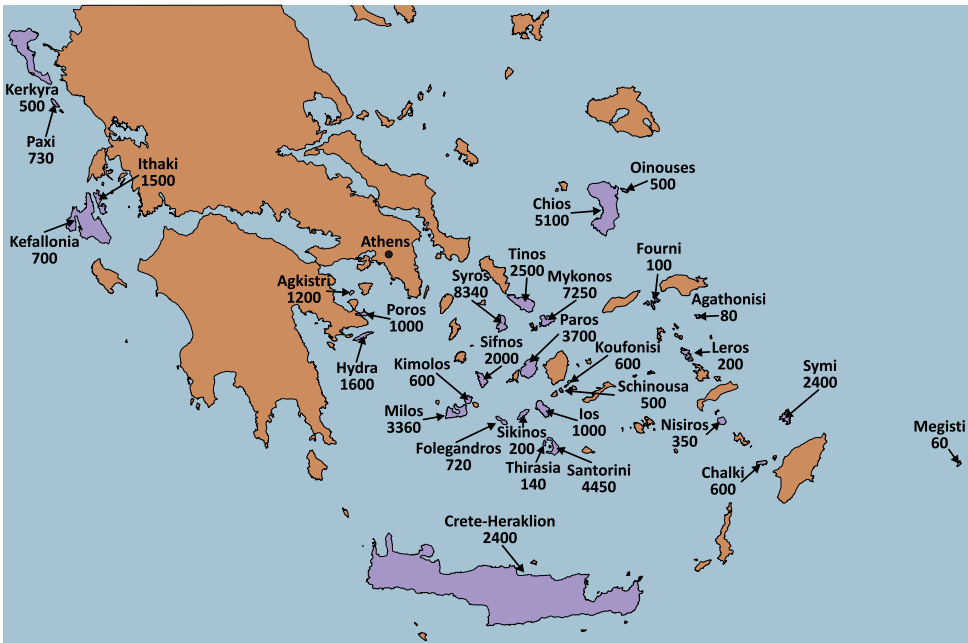 Kerkyra
500
Paxi
730
Ithaki
1500
Kefallonia
700
Oinouses
500
Chios
5100
Athens
Agkistri
1200
Poros
1000
Hydra
1600
Tinos
2500
Syros
8340
Mykonos
7250
Fourni
100
Agathonisi
80
Paros
3700
Sifnos
2000
Koufonisi
600
Leros
200
Kimolos
600
Schinousa
500
Symi
2400
Milos
3360
Folegandros
720
Sikinos
200
Ios
1000
Nisiros
350
Megisti
60
Thirasia
140
Santorini
4450
Chalki
600
Crete-Heraklion
2400